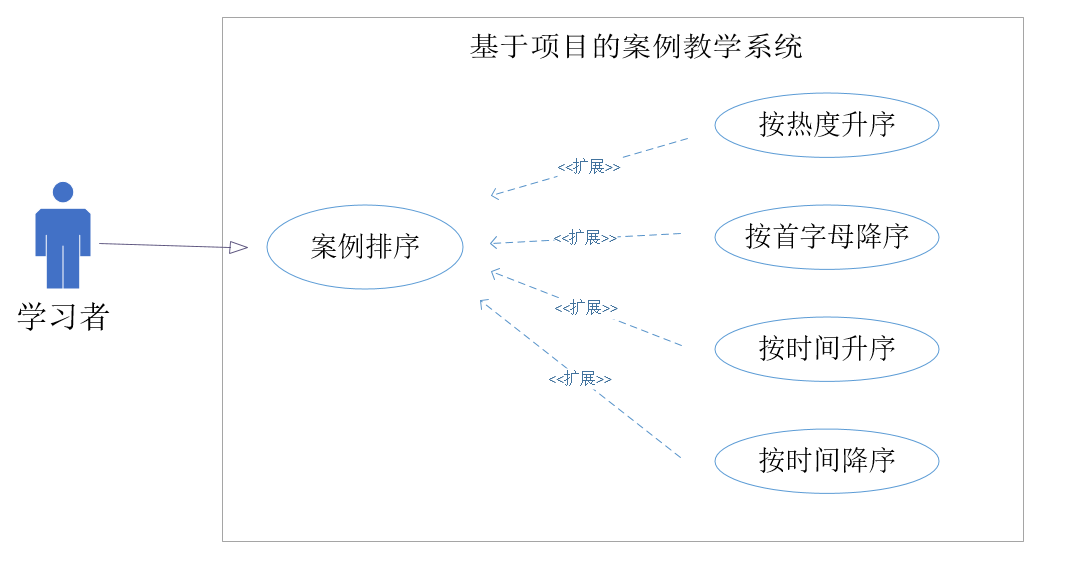 基于项目的案例教学系统
按热度升序
<<扩展>>
学习者
案例排序
<<扩展>>
按首字母降序
<<扩展>>
按时间升序
<<扩展>>
按时间降序